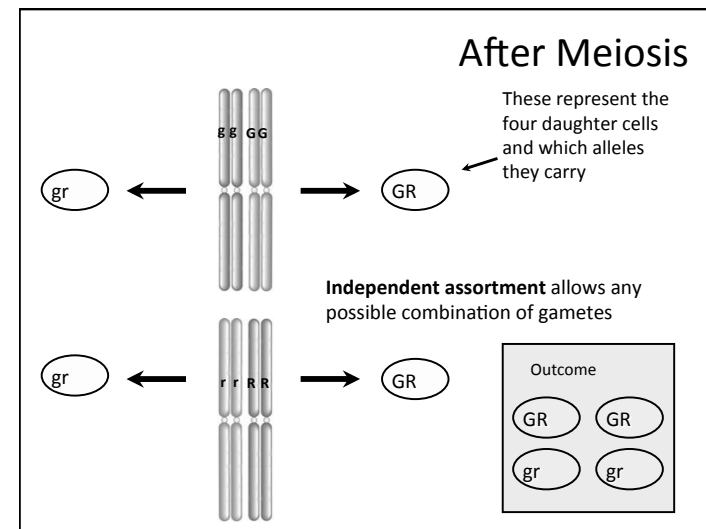 After Meiosis
These represent the
four daughter cells
and which alleles
they carry
g g G G
gr
GR
Independent assortment allows any
possible combination of gametes
gr
r r R R
GR
Outcome
GR GR
gr gr